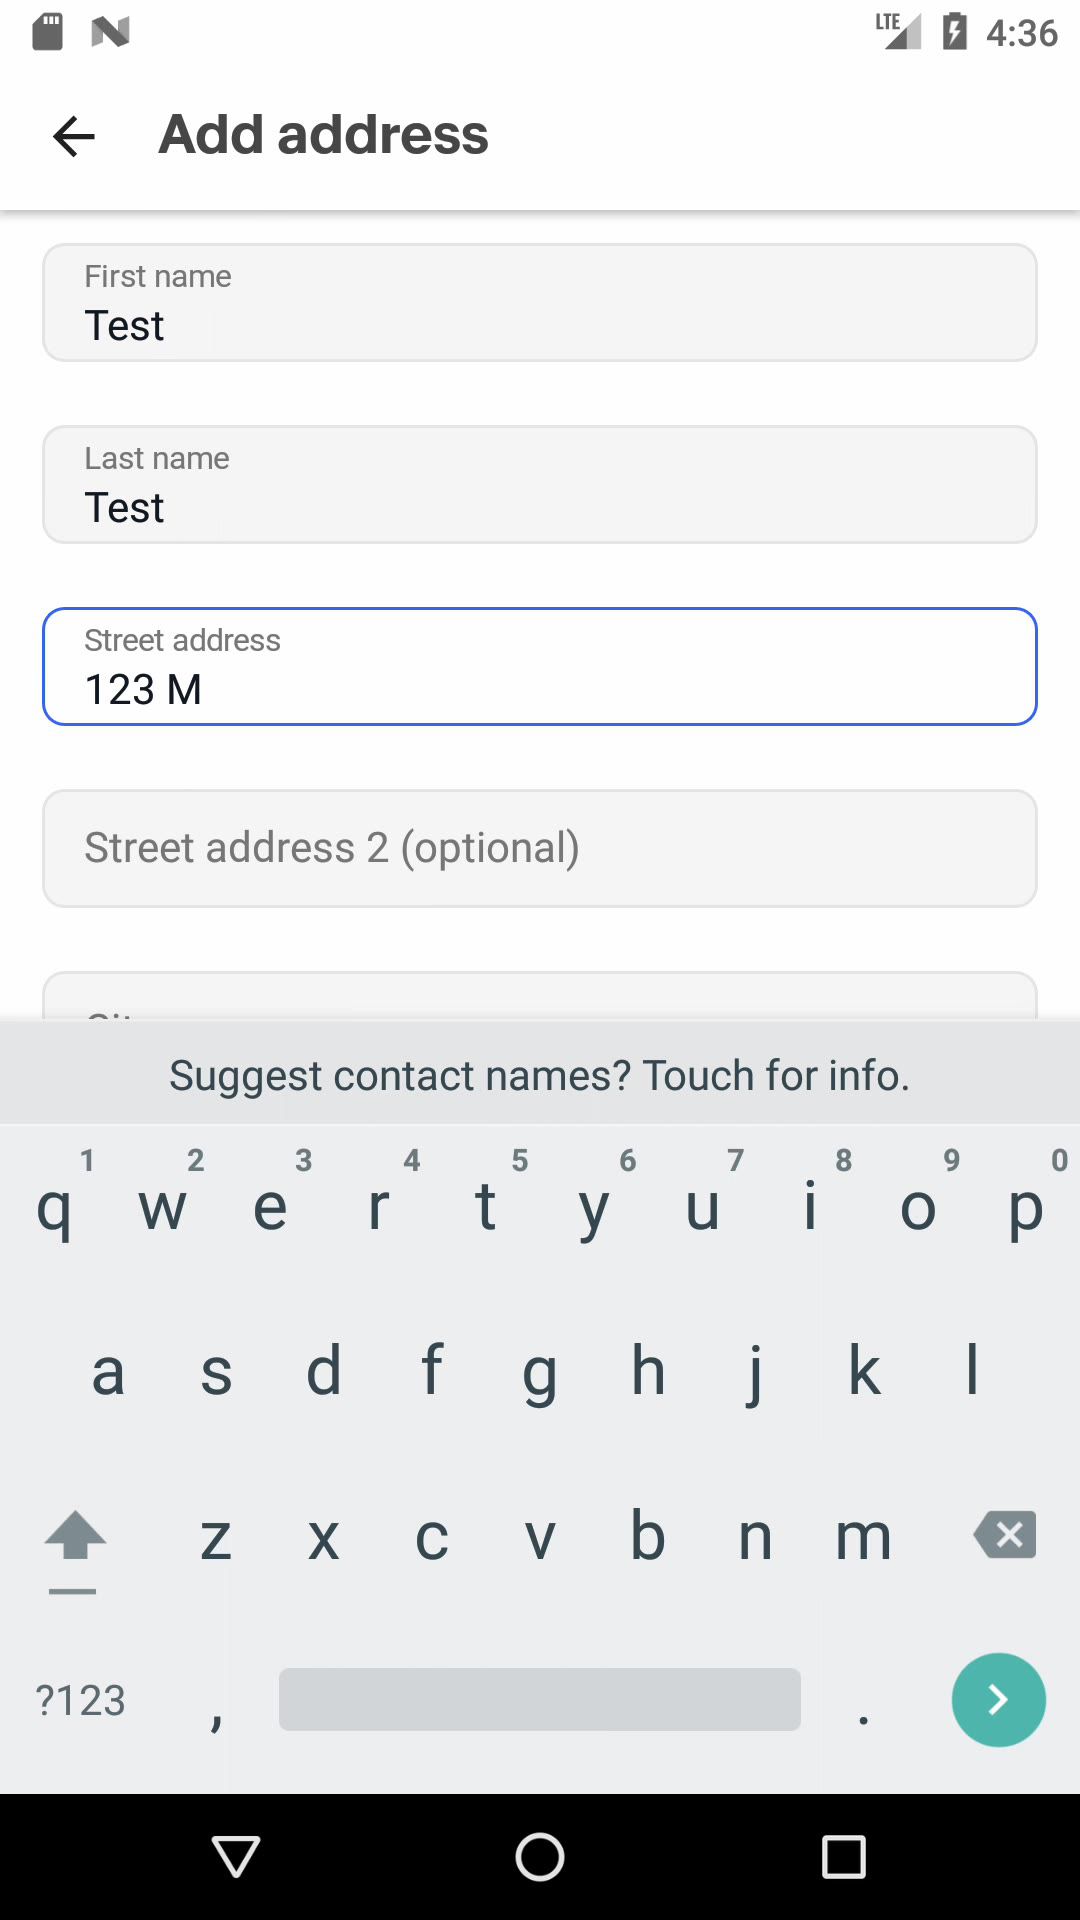 LTE 4:36
Add address
First name
Test
Last name
Test
Street address
123 M
Street address 2 (optional)
Suggest contact names? Touch for info.
1 2 3 4 5 6 7 8 9 0
q w e r t y u i o p
a s d f g h j k l
z x c v b n m
?123 , .